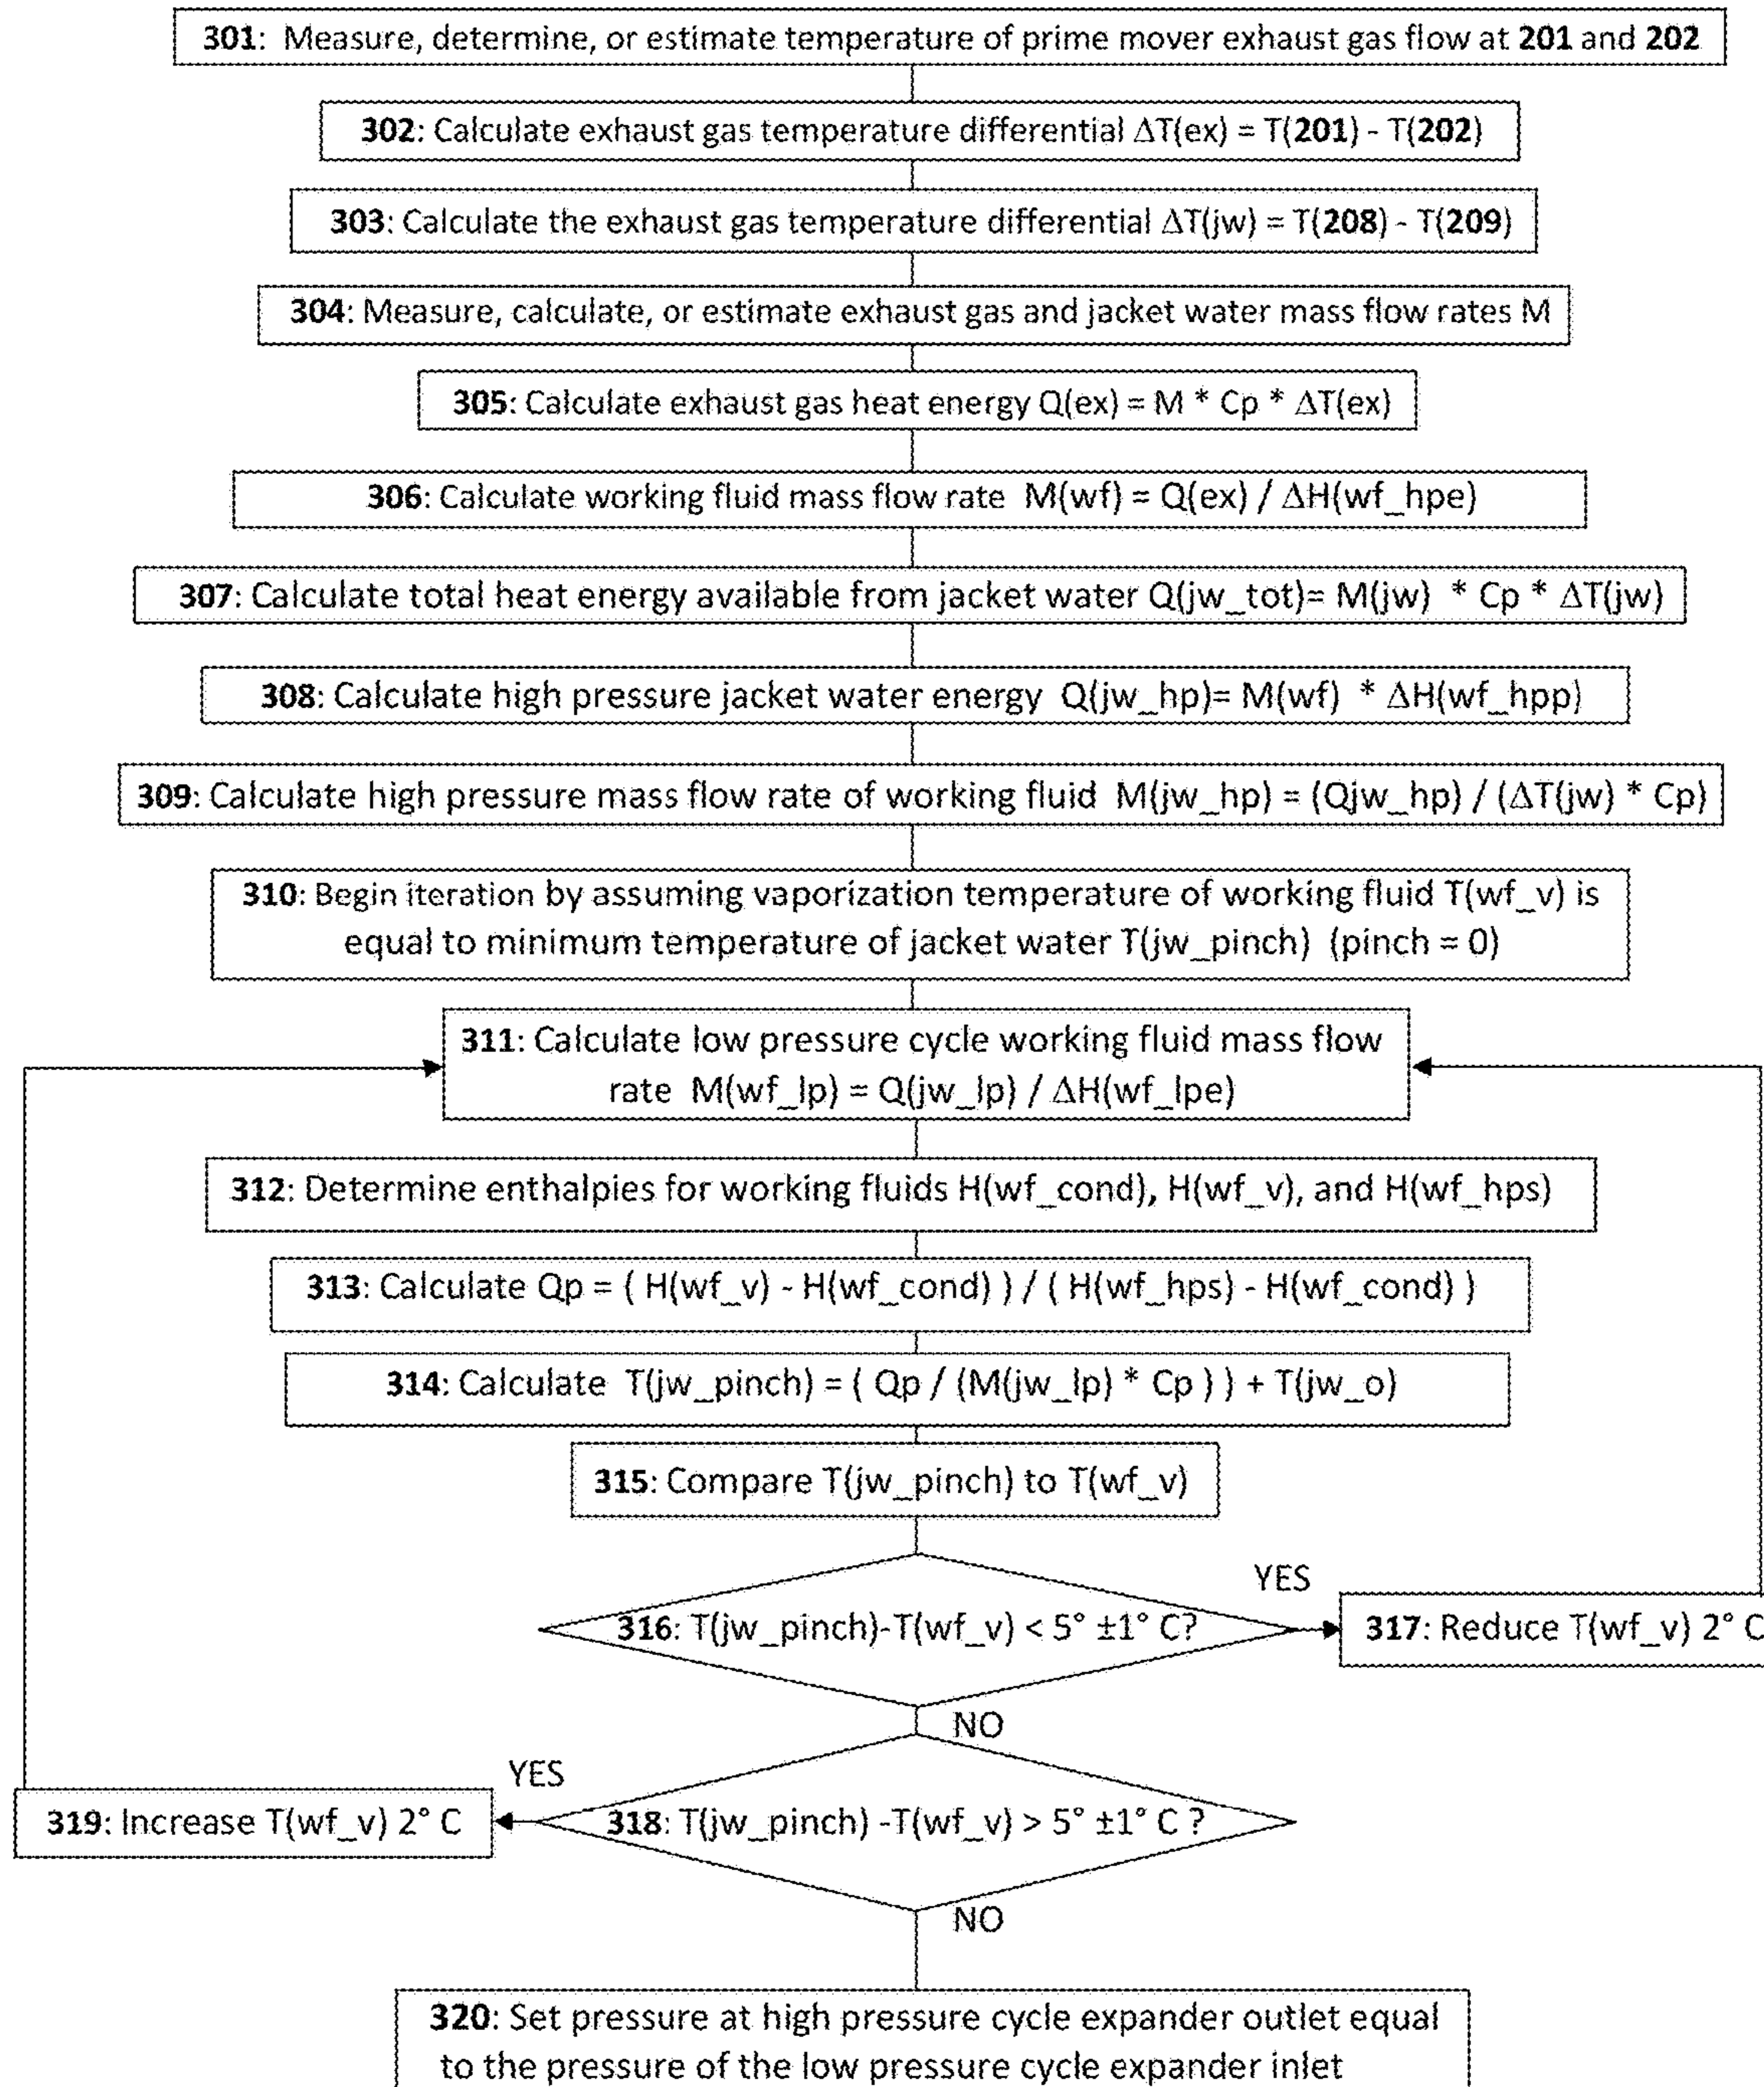 301: Measure, determine, or estimate temperature of prime mover exhaust gas flow at 201 and 202
302: Calculate exhaust gas temperature differential ΔT(ex) = T(201) - T(202)
303: Calculate the exhaust gas temperature differential ΔT(jw) = T(208) - T(209)
304: Measure, calculate, or estimate exhaust gas and jacket water mass flow rates M
305: Calculate exhaust gas heat energy Q(ex) = M * Cp * ΔT(ex)
306: Calculate working fluid mass flow rate M(wf) = Q(ex) / ΔH(wf_hpe)
307: Calculate total heat energy available from jacket water Q(jw_tot)= M(jw) * Cp * ΔT(jw)
308: Calculate high pressure jacket water energy Q(jw_hp)= M(wf) * ΔH(wf_hpp)
309: Calculate high pressure mass flow rate of working fluid M(jw_hp) = (Qjw_hp) / (ΔT(jw) * Cp)
310: Begin iteration by assuming vaporization temperature of working fluid T(wf_v) is
equal to minimum temperature of jacket water T(jw_pinch) (pinch = 0)
311: Calculate low pressure cycle working fluid mass flow
rate M(wf_lp) = Q(jw_lp) / ΔH(wf_lpe)
312: Determine enthalpies for working fluids H(wf_cond), H(wf_v), and H(wf_hps)
313: Calculate Qp = ( H(wf_v) - H(wf_cond) ) / ( H(wf_hps) - H(wf_cond) )
314: Calculate T(jw_pinch) = ( Qp / (M(jw_lp) * Cp ) ) + T(jw_o)
315: Compare T(jw_pinch) to T(wf_v)
YES
316: T(jw_pinch)-T(wf_v) < 5° ±1° C?
317: Reduce T(wf_v) 2° C
NO
YES
319: Increase T(wf_v) 2° C
318: T(jw_pinch) -T(wf_v) > 5° ±1° C ?
NO
320: Set pressure at high pressure cycle expander outlet equal
to the pressure of the low pressure cycle expander inlet